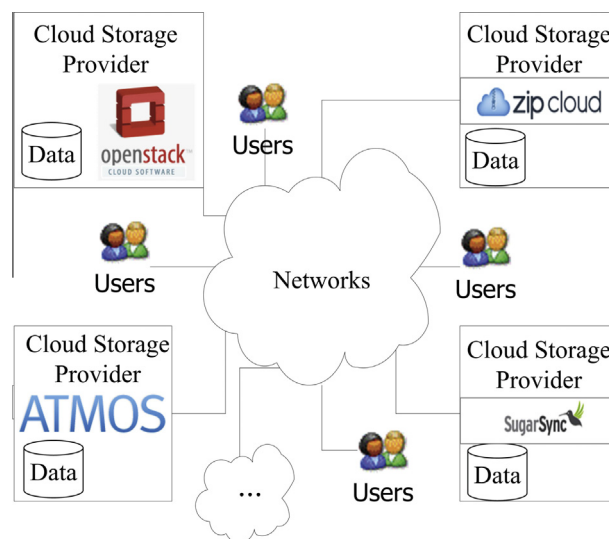 Cloud Storage
Provider
openstack™
CLOUD SOFTWARE
Data
Users
Cloud Storage
Provider
zip cloud
Data
Users
Networks
Users
Cloud Storage
Provider
ATMOS
Data
...
Users
Cloud Storage
Provider
SugarSync
Data